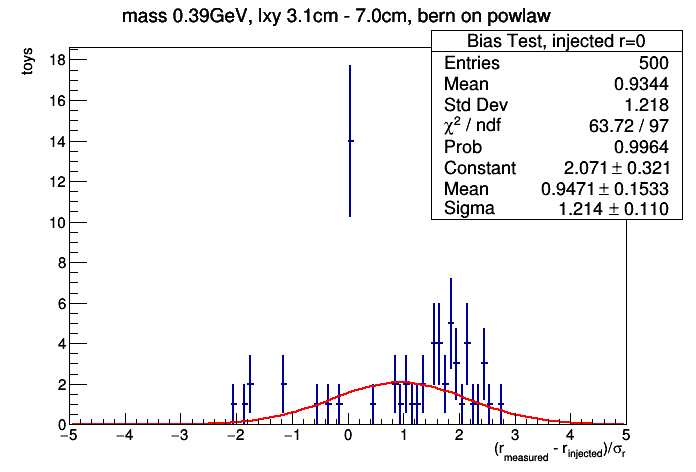 mass 0.39GeV, lxy 3.1cm - 7.0cm, bern on powlaw
Bias Test, injected r=0
Entries 500
Mean 0.9344
Std Dev 1.218
χ² / ndf 63.72 / 97
Prob 0.9964
Constant 2.071 ± 0.321
Mean 0.9471 ± 0.1533
Sigma 1.214 ± 0.110
toys
18
16
14
12
10
8
6
4
2
0
−5 −4 −3 −2 −1 0 1 2 3 4 5
(r_measured - r_injected)/σ_r